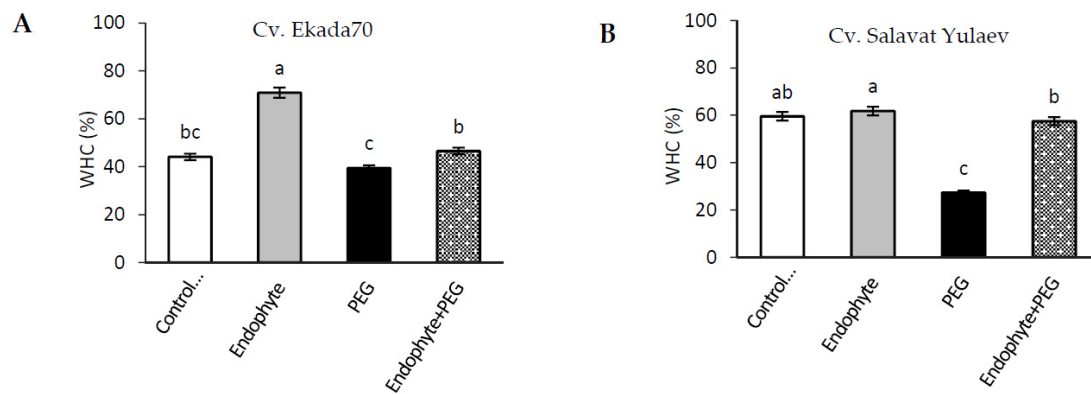 A
Cv. Ekada70
WHC (%)
100
80
60
40
20
0
bc
a
c
b
Control...
Endophyte
PEG
Endophyte+PEG
B
Cv. Salavat Yulaev
WHC (%)
100
80
60
40
20
0
ab
a
c
b
Control...
Endophyte
PEG
Endophyte+PEG